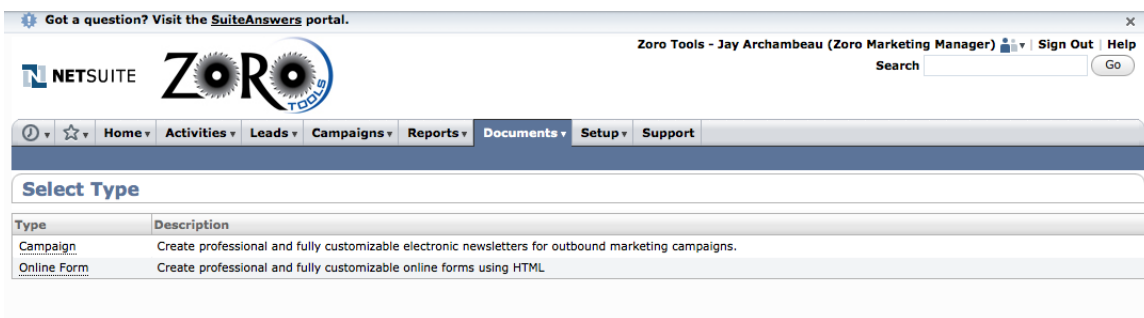 Got a question? Visit the SuiteAnswers portal.
Zoro Tools - Jay Archambeau (Zoro Marketing Manager) | Sign Out | Help
NETSUITE ZORO TOOLS
Search Go
Home Activities Leads Campaigns Reports Documents Setup Support
Select Type
Type Description
Campaign Create professional and fully customizable electronic newsletters for outbound marketing campaigns.
Online Form Create professional and fully customizable online forms using HTML